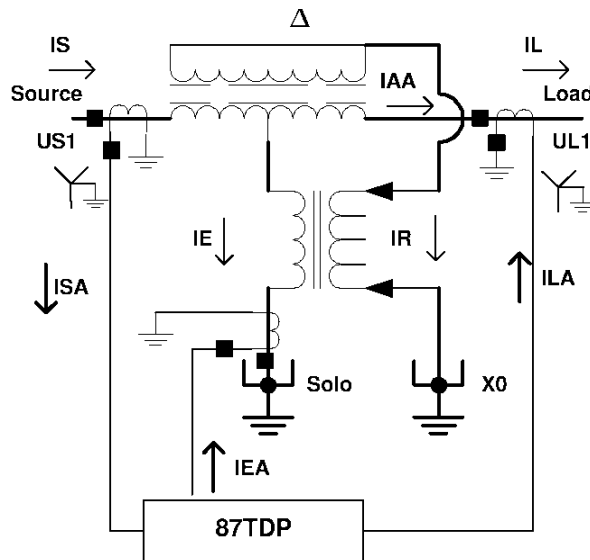 Δ
IS
IL
Source
IAA
Load
US1
UL1
IE
IR
ISA
ILA
Solo
X0
IEA
87TDP